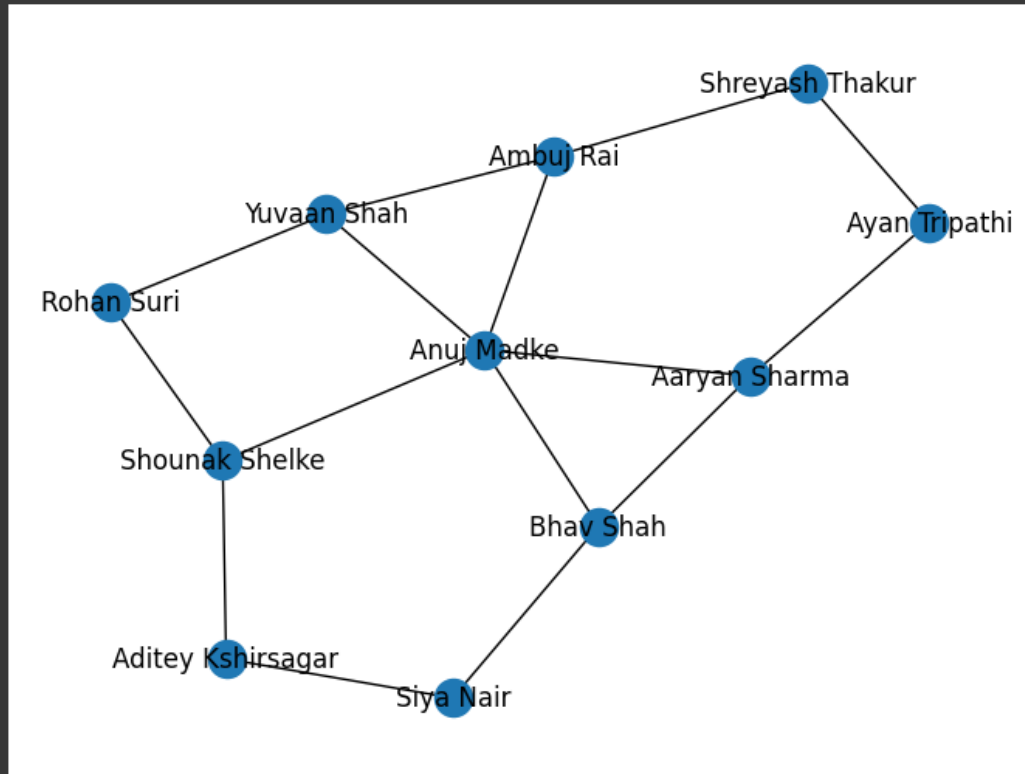 Shreyash Thakur
Ambuj Rai
Yuvaan Shah
Ayan Tripathi
Rohan Suri
Anuj Madke
Aaryan Sharma
Shounak Shelke
Bhav Shah
Aditey Kshirsagar
Siya Nair